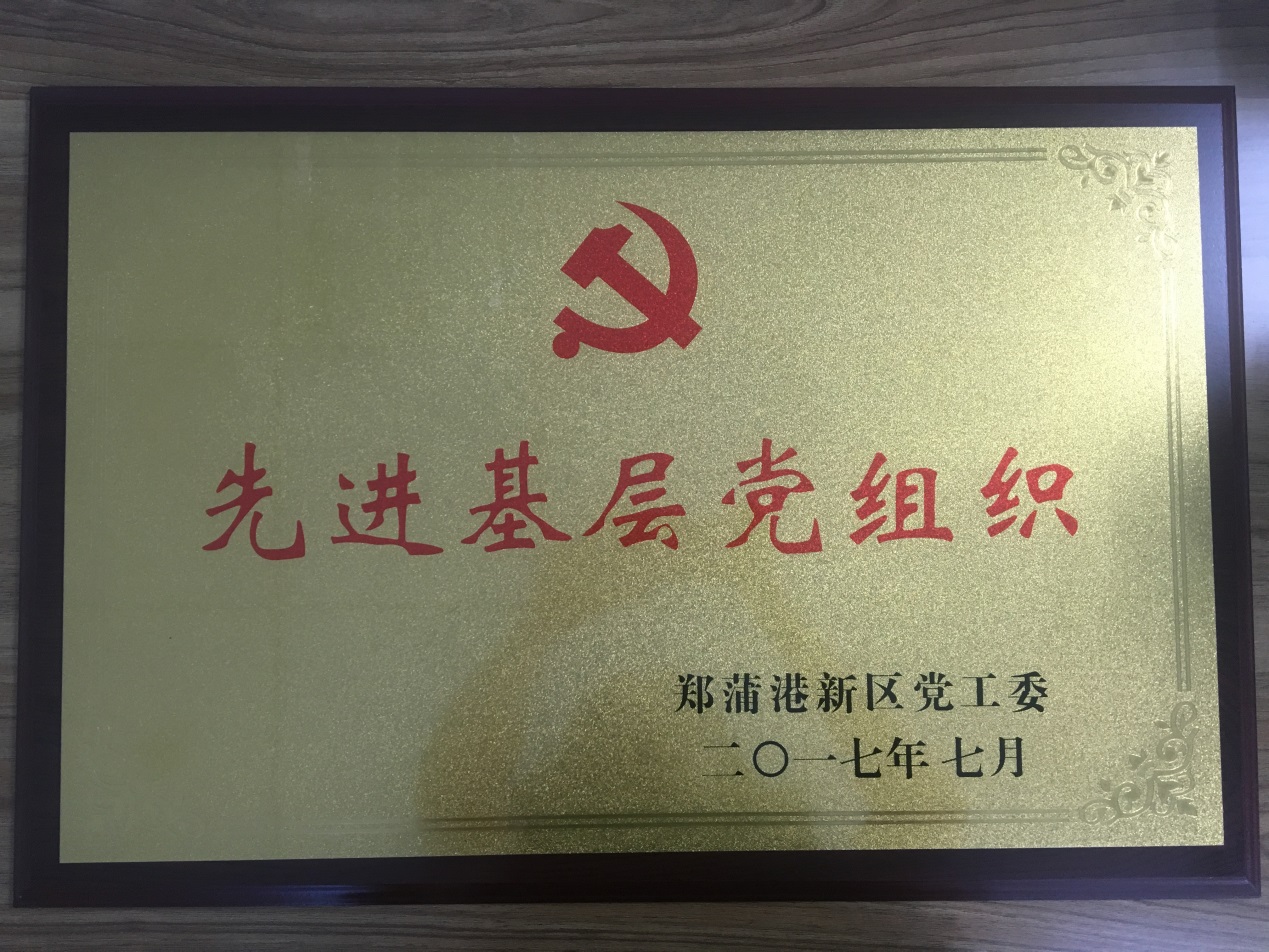 先进基层党组织
郑蒲港新区党工委
二〇一七年七月